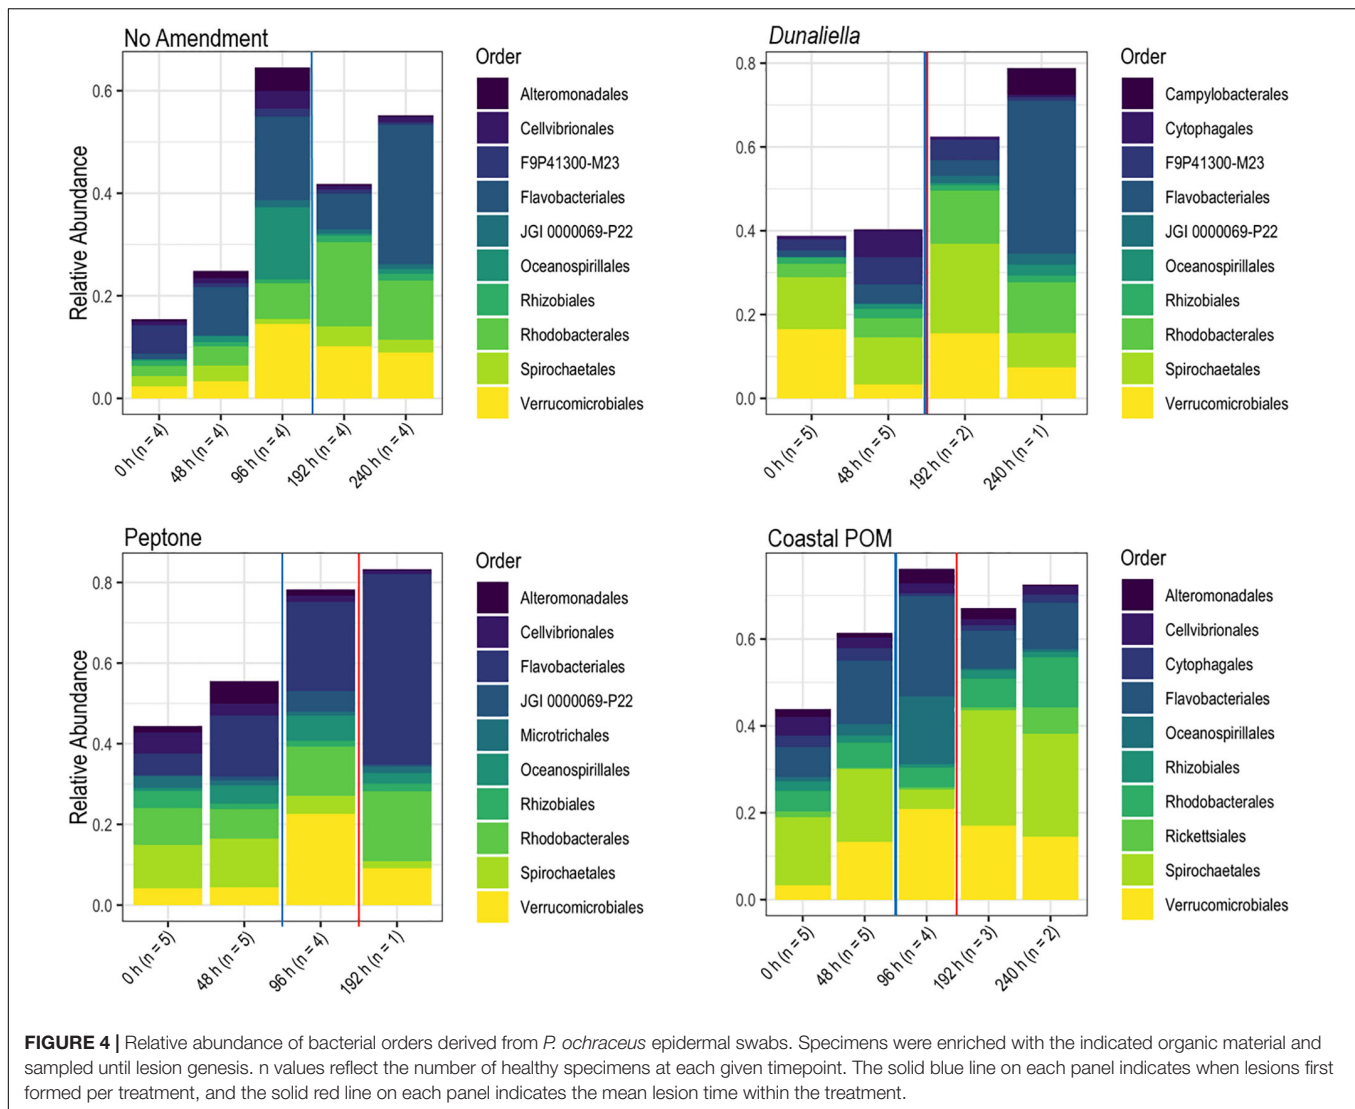 No Amendment
Relative Abundance
0.6
0.4
0.2
0.0
0 h (n = 4)
48 h (n = 4)
96 h (n = 4)
192 h (n = 4)
240 h (n = 4)
Order
Alteromonadales
Cellvibrionales
F9P41300-M23
Flavobacteriales
JGI 0000069-P22
Oceanospirillales
Rhizobiales
Rhodobacterales
Spirochaetales
Verrucomicrobiales
Dunaliella
0.8
0.6
0.4
0.2
0.0
0 h (n = 5)
48 h (n = 5)
192 h (n = 2)
240 h (n = 1)
Order
Campylobacterales
Cytophagales
F9P41300-M23
Flavobacteriales
JGI 0000069-P22
Oceanospirillales
Rhizobiales
Rhodobacterales
Spirochaetales
Verrucomicrobiales
Peptone
Relative Abundance
0.8
0.6
0.4
0.2
0.0
0 h (n = 5)
48 h (n = 5)
96 h (n = 4)
192 h (n = 1)
Order
Alteromonadales
Cellvibrionales
Flavobacteriales
JGI 0000069-P22
Microtrichales
Oceanospirillales
Rhizobiales
Rhodobacterales
Spirochaetales
Verrucomicrobiales
Coastal POM
0.6
0.4
0.2
0.0
0 h (n = 5)
48 h (n = 5)
96 h (n = 4)
192 h (n = 3)
240 h (n = 2)
Order
Alteromonadales
Cellvibrionales
Cytophagales
Flavobacteriales
Oceanospirillales
Rhizobiales
Rhodobacterales
Rickettsiales
Spirochaetales
Verrucomicrobiales
FIGURE 4 | Relative abundance of bacterial orders derived from P. ochraceus epidermal swabs. Specimens were enriched with the indicated organic material and
sampled until lesion genesis. n values reflect the number of healthy specimens at each given timepoint. The solid blue line on each panel indicates when lesions first
formed per treatment, and the solid red line on each panel indicates the mean lesion time within the treatment.